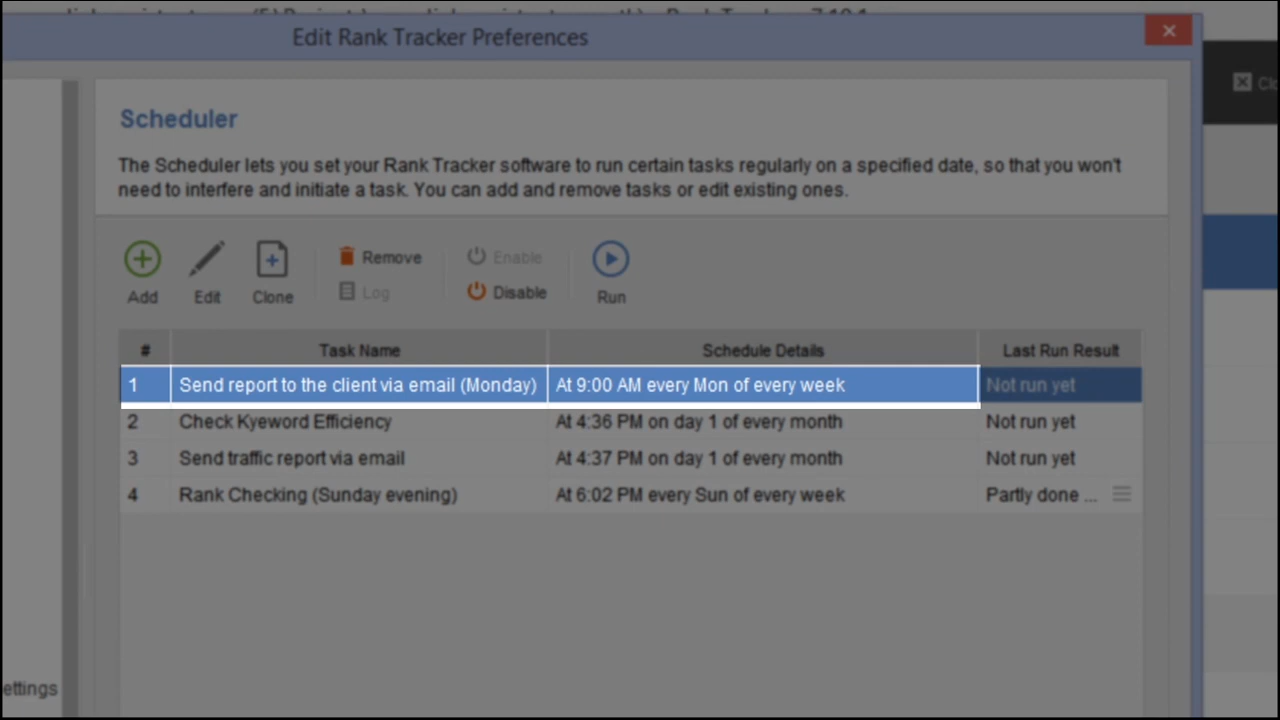 Edit Rank Tracker Preferences
Scheduler
The Scheduler lets you set your Rank Tracker software to run certain tasks regularly on a specified date, so that you won't
need to interfere and initiate a task. You can add and remove tasks or edit existing ones.
Add Edit Clone Remove Log Enable Disable Run
# Task Name Schedule Details Last Run Result
1 Send report to the client via email (Monday) At 9:00 AM every Mon of every week Not run yet
2 Check Kyeword Efficiency At 4:36 PM on day 1 of every month Not run yet
3 Send traffic report via email At 4:37 PM on day 1 of every month Not run yet
4 Rank Checking (Sunday evening) At 6:02 PM every Sun of every week Partly done ...
ettings